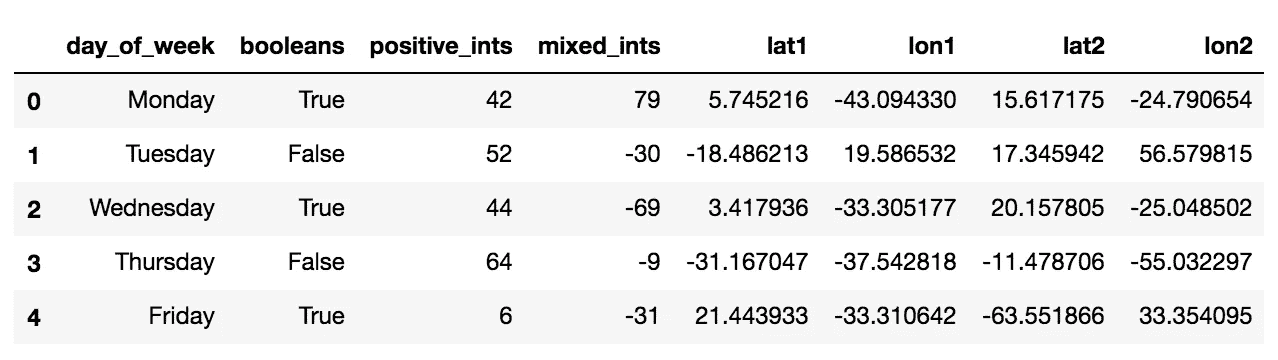 day_of_week booleans positive_ints mixed_ints lat1 lon1 lat2 lon2
0 Monday True 42 79 5.745216 -43.094330 15.617175 -24.790654
1 Tuesday False 52 -30 -18.486213 19.586532 17.345942 56.579815
2 Wednesday True 44 -69 3.417936 -33.305177 20.157805 -25.048502
3 Thursday False 64 -9 -31.167047 -37.542818 -11.478706 -55.032297
4 Friday True 6 -31 21.443933 -33.310642 -63.551866 33.354095